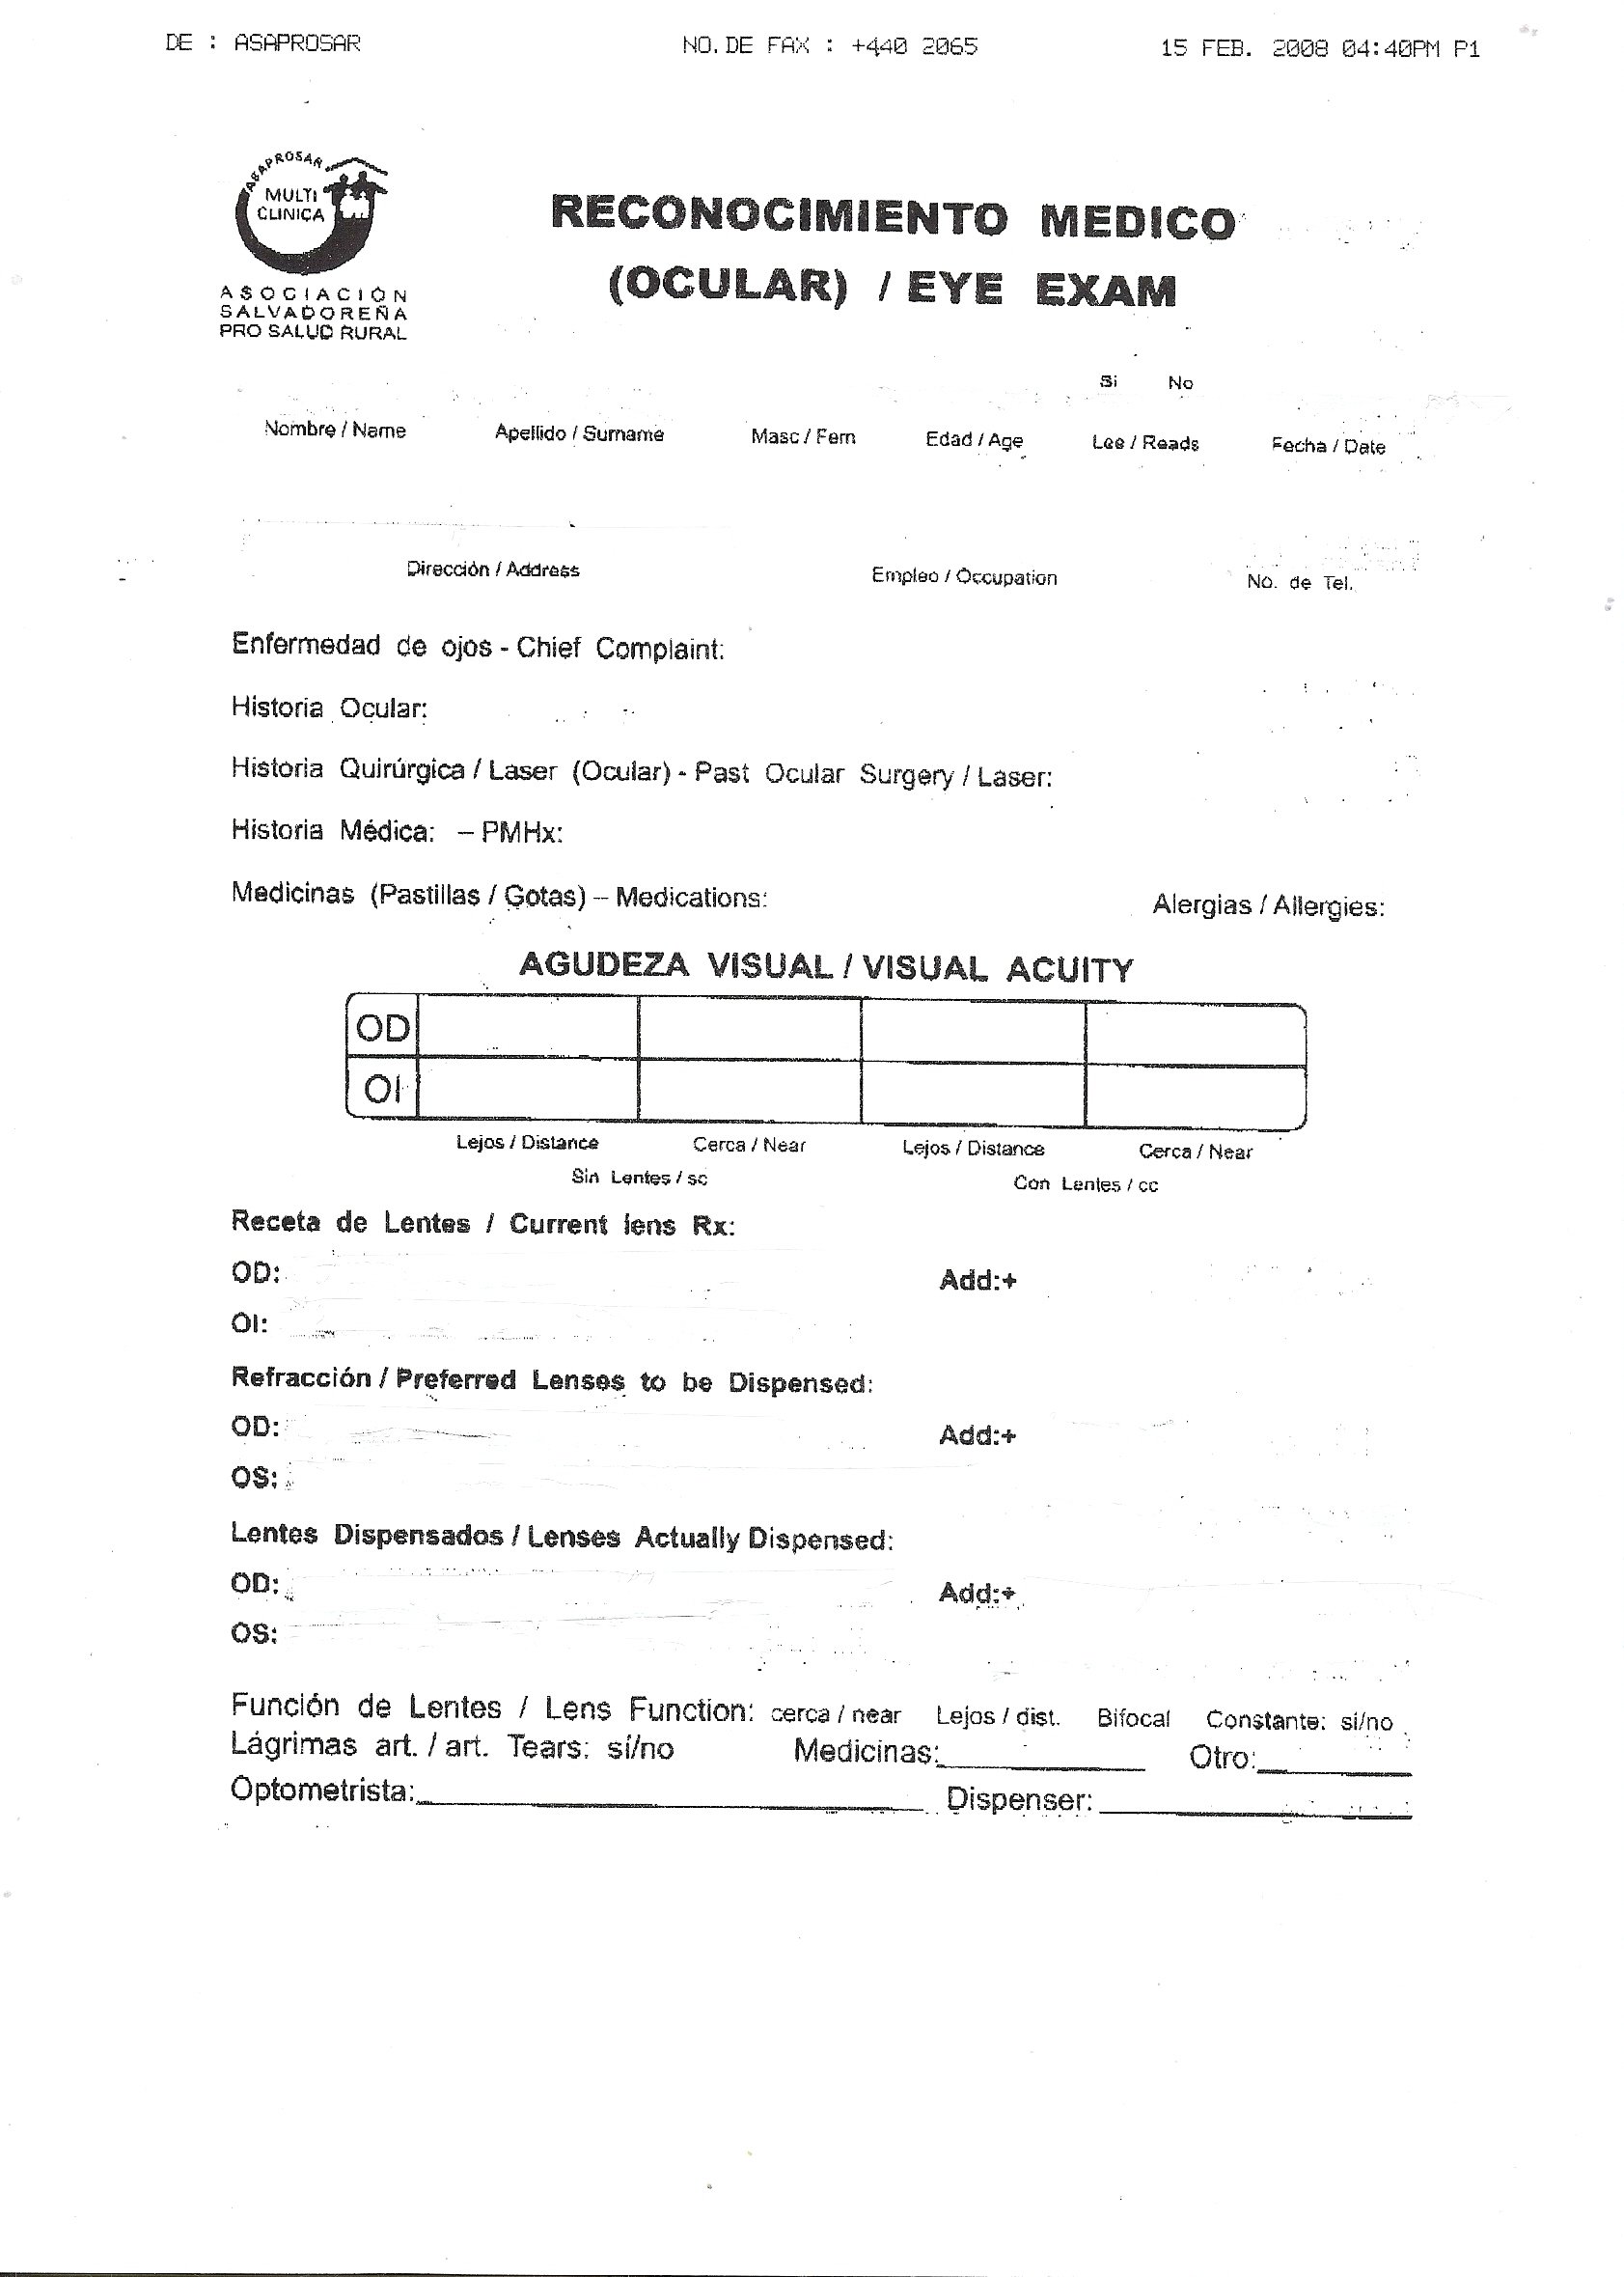 DE : ASAPROSAR NO. DE FAX : +440 2065 15 FEB. 2008 04:40PM P1
ASAPROSAR
MULTI
CLINICA
ASOCIACIÓN
SALVADOREÑA
PRO SALUD RURAL
RECONOCIMIENTO MEDICO
(OCULAR) / EYE EXAM
Si No
Nombre / Name Apellido / Surname Masc / Fem Edad / Age Lee / Reads Fecha / Date
Dirección / Address Empleo / Occupation No. de Tel.
Enfermedad de ojos - Chief Complaint:
Historia Ocular:
Historia Quirúrgica / Laser (Ocular) - Past Ocular Surgery / Laser:
Historia Médica: – PMHx:
Medicinas (Pastillas / Gotas) – Medications: Alergias / Allergies:
AGUDEZA VISUAL / VISUAL ACUITY
OD
OI
Lejos / Distance Cerca / Near Lejos / Distance Cerca / Near
Sin Lentes / sc Con Lentes / cc
Receta de Lentes / Current lens Rx:
OD: Add:+
OI:
Refracción / Preferred Lenses to be Dispensed:
OD: Add:+
OS:
Lentes Dispensados / Lenses Actually Dispensed:
OD: Add:+
OS:
Función de Lentes / Lens Function: cerca / near Lejos / dist. Bifocal Constante: si/no
Lágrimas art. / art. Tears: sí/no Medicinas: Otro:
Optometrista: Dispenser: